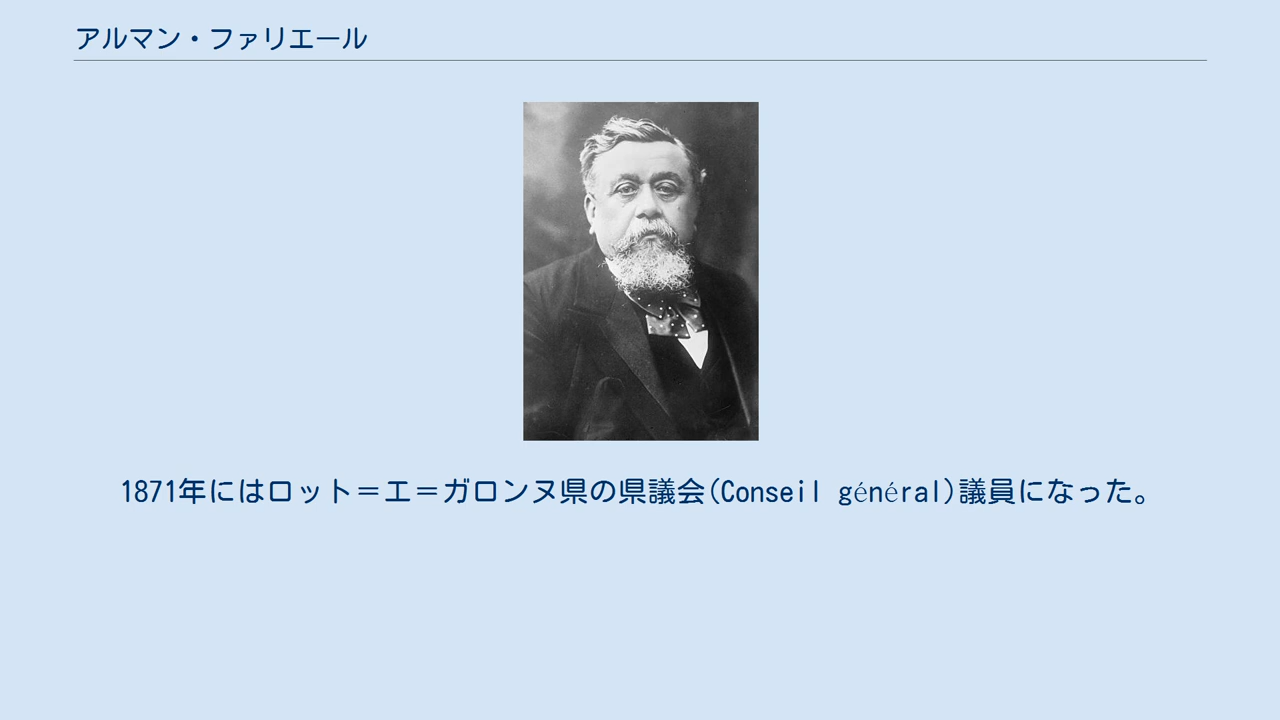 アルマン・ファリエール
1871年にはロット＝エ＝ガロンヌ県の県議会(Conseil général)議員になった。